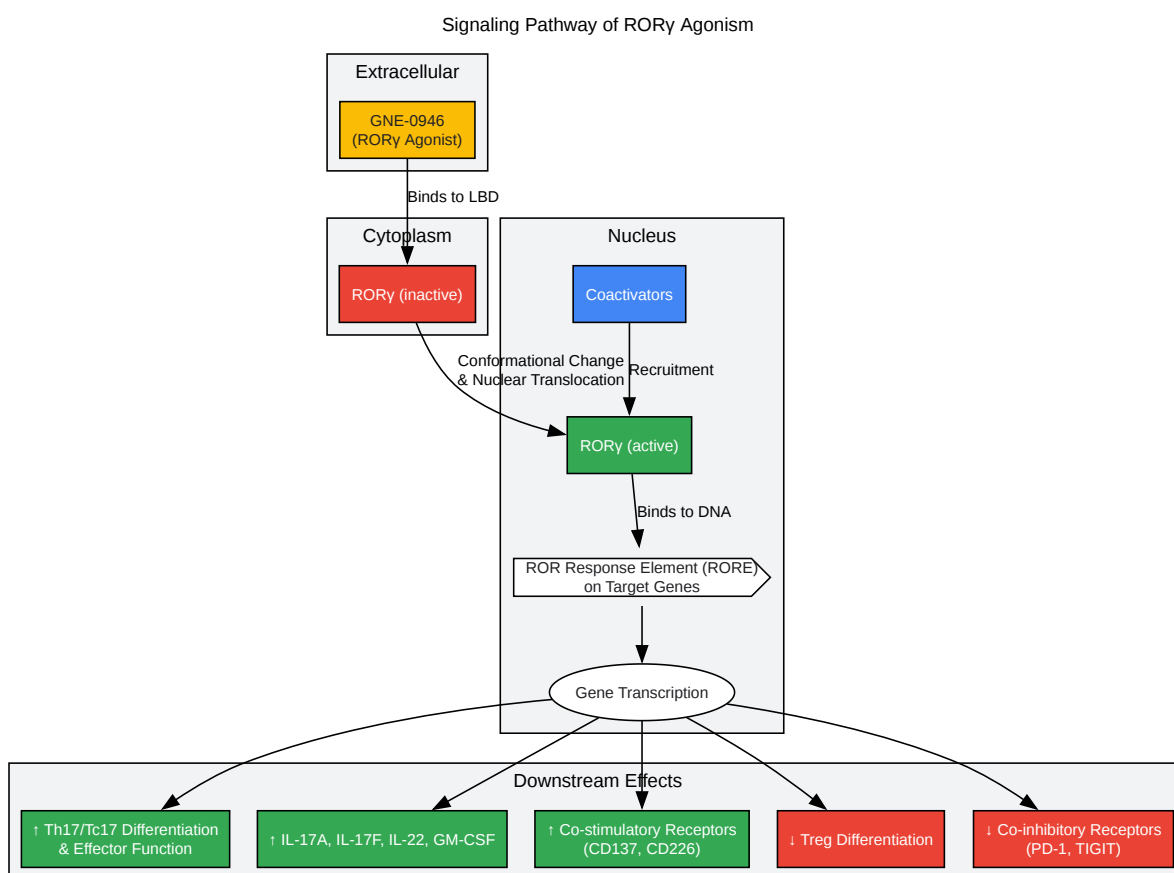 Signaling Pathway of RORγ Agonism
Extracellular
GNE-0946
(RORγ Agonist)
Binds to LBD
Cytoplasm
Nucleus
RORγ (inactive)
Coactivators
Conformational Change
& Nuclear Translocation
Recruitment
RORγ (active)
Binds to DNA
ROR Response Element (RORE)
on Target Genes
Gene Transcription
Downstream Effects
↑ Th17/Tc17 Differentiation
& Effector Function
↑ IL-17A, IL-17F, IL-22, GM-CSF
↑ Co-stimulatory Receptors
(CD137, CD226)
↓ Treg Differentiation
↓ Co-inhibitory Receptors
(PD-1, TIGIT)